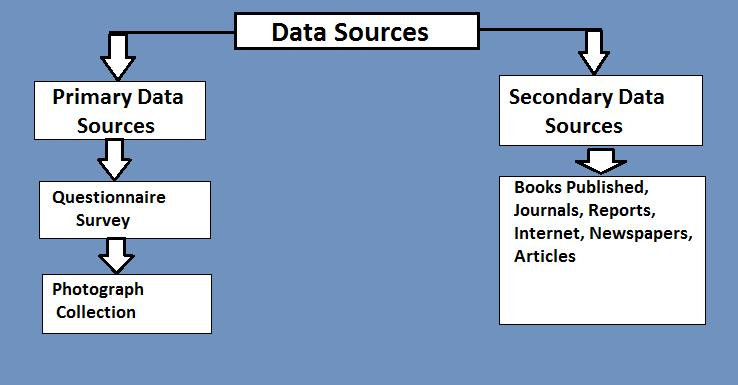 Data Sources
Primary Data
Sources
Questionnaire
Survey
Photograph
Collection
Secondary Data
Sources
Books Published,
Journals, Reports,
Internet, Newspapers,
Articles